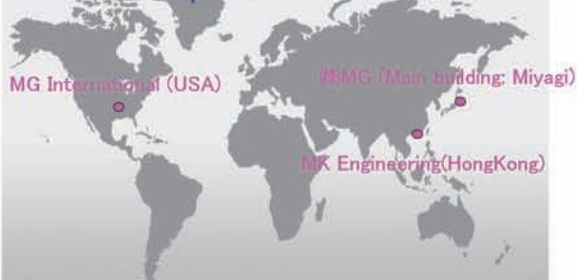 MG International (USA)
㈱MG (Main building: Miyagi)
MK Engineering(HongKong)